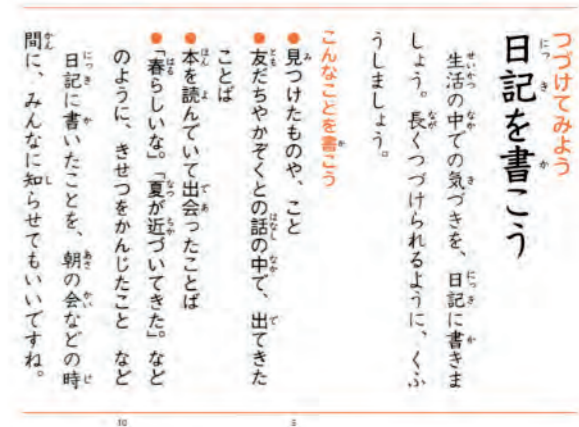 つづけてみよう
日記を書こう
生活の中での気づきを、日記に書きま
しょう。長くつづけられるように、くふ
うしましょう。
こんなことを書こう
●見つけたものや、こと
●友だちやかぞくとの話の中で、出てきた
ことば
●本を読んでいて出会ったことば
●「春らしいな。」「夏が近づいてきた。」など
のように、きせつをかんじたこと など
日記に書いたことを、朝の会などの時
間に、みんなに知らせてもいいですね。
5
10